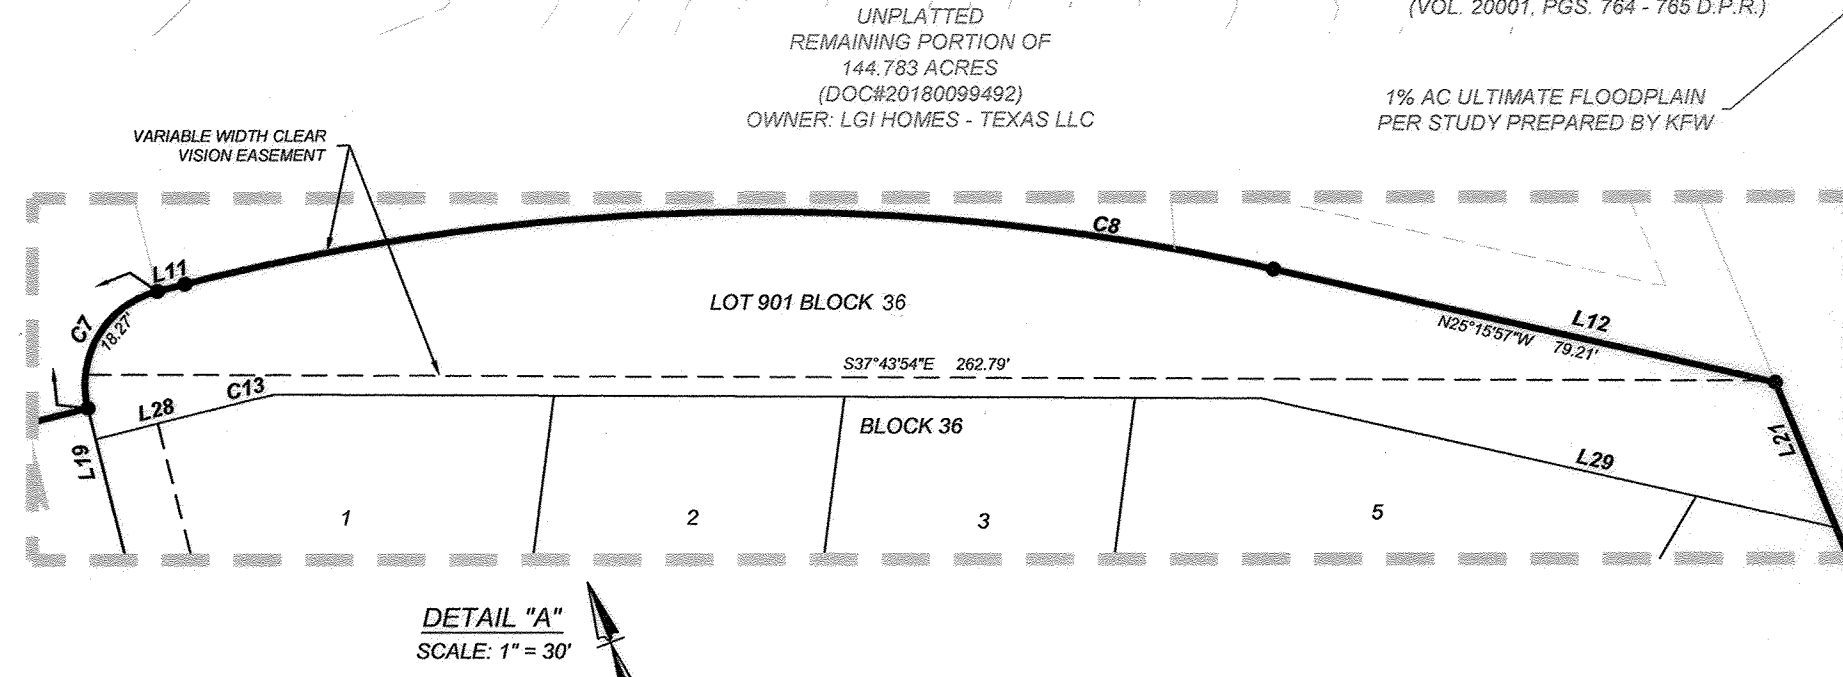 UNPLATTED
REMAINING PORTION OF
144.783 ACRES
(DOC#20180099492)
OWNER: LGI HOMES - TEXAS LLC
(VOL. 20001, PGS. 764 - 765 D.P.R.)
1% AC ULTIMATE FLOODPLAIN
PER STUDY PREPARED BY KFW
VARIABLE WIDTH CLEAR
VISION EASEMENT
C8
L11
LOT 901 BLOCK 36
C7
18.27'
L12
N25°15'57"W 79.21'
S37°43'54"E 262.79'
C13
L28
BLOCK 36
L21
L19
L29
1
2
3
5
DETAIL "A"
SCALE: 1" = 30'